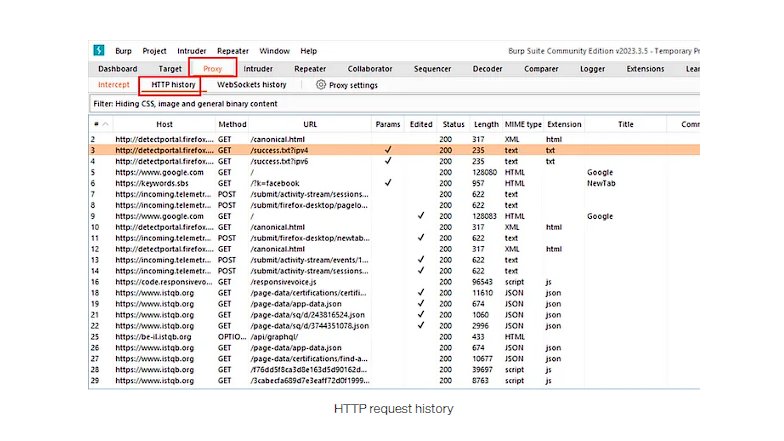 Burp Project Intruder Repeater Window Help Burp Suite Community Edition v2023.3.5 - Temporary Pr
Dashboard Target Proxy Intruder Repeater Collaborator Sequencer Decoder Comparer Logger Extensions Lear
Intercept HTTP history WebSockets history Proxy settings
Filter: Hiding CSS, image and general binary content
# Host Method URL Params Edited Status Length MIME type Extension Title Comm
2 http://detectportal.firefox.... GET /canonical.html 200 317 XML html
3 http://detectportal.firefox.... GET /success.txt?ipv4 ✓ 200 235 text txt
4 http://detectportal.firefox.... GET /success.txt?ipv6 ✓ 200 235 text txt
5 https://www.google.com GET / 200 128080 HTML Google
6 https://keywords.sbs GET /?k=facebook ✓ 200 957 HTML NewTab
7 https://incoming.telemetr... POST /submit/activity-stream/sessions... 200 622 text
8 https://incoming.telemetr... POST /submit/firefox-desktop/pagelo... 200 622 text
9 https://www.google.com GET / ✓ 200 128083 HTML Google
10 http://detectportal.firefox.... GET /canonical.html 200 317 XML html
11 https://incoming.telemetr... POST /submit/firefox-desktop/newtab... ✓ 200 622 text
12 http://detectportal.firefox.... GET /canonical.html 200 317 XML html
13 https://incoming.telemetr... POST /submit/activity-stream/events/1... ✓ 200 622 text
14 https://incoming.telemetr... POST /submit/activity-stream/sessions... ✓ 200 622 text
16 https://code.responsivevo... GET /responsivevoice.js 200 96543 script js
18 https://www.istqb.org GET /page-data/certifications/certifi... ✓ 200 11610 JSON json
19 https://www.istqb.org GET /page-data/app-data.json ✓ 200 674 JSON json
21 https://www.istqb.org GET /page-data/sq/d/243816524.json ✓ 200 1060 JSON json
22 https://www.istqb.org GET /page-data/sq/d/3744351078.json ✓ 200 2996 JSON json
25 https://be-il.istqb.org OPTIO... /api/graphql/ 200 433 HTML
26 https://www.istqb.org GET /page-data/app-data.json 200 674 JSON json
27 https://www.istqb.org GET /page-data/certifications/find-a... 200 10677 JSON json
28 https://www.istqb.org GET /f76dd5f8ca3d8e163d5d90162d... 200 39697 script js
29 https://www.istqb.org GET /3cabecfa689d7e3eaff72d0f1999... 200 8763 script js
HTTP request history